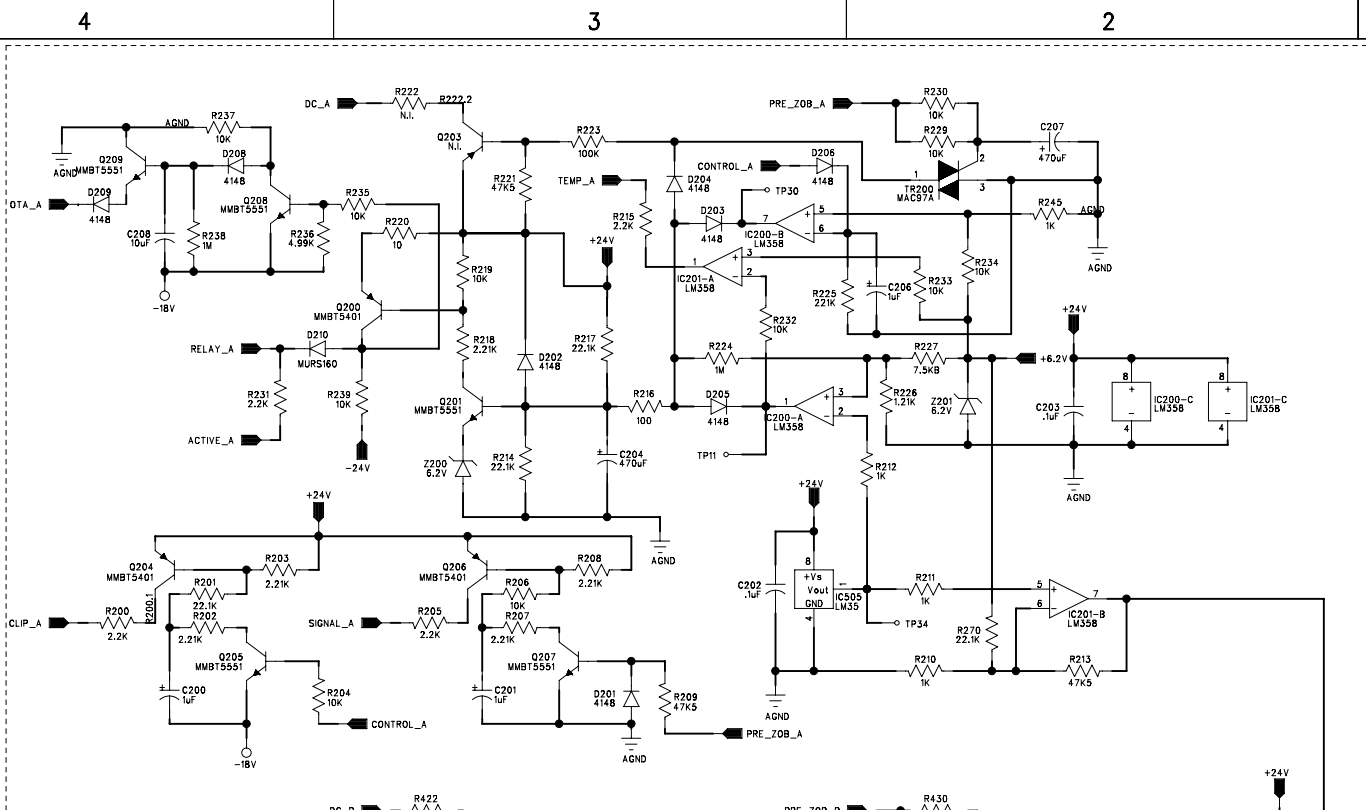 4 3 2
DC_A
R222
N.I.
R222.2
Q203
N.I.
R223
100K
PRE_ZOB_A
R230
10K
R229
10K
C207
+
470uF
AGND
R237
10K
AGND
Q209
MMBT5551
D208
4148
D209
4148
OTA_A
Q208
MMBT5551
R235
10K
R236
4.99K
C208
10uF
R238
1M
-18V
R220
10
R221
47K5
TEMP_A
R215
2.2K
D204
4148
CONTROL_A
D206
4148
TP30
D203
4148
7
5
+
6
-
IC200-B
LM358
1
2
3
TR200
MAC97A
R245
1K
AGND
AGND
+24V
R219
10K
1
3
+
2
-
IC201-A
LM358
R225
221K
+
C206
1uF
R233
10K
R234
10K
Q200
MMBT5401
R218
2.21K
R217
22.1K
R232
10K
+24V
RELAY_A
D210
MURS160
D202
4148
R224
1M
R227
7.5KB
+6.2V
R231
2.2K
R239
10K
Q201
MMBT5551
R216
100
D205
4148
1
3
+
2
-
IC200-A
LM358
R226
1.21K
Z201
6.2V
C203
.1uF
8
+
-
4
IC200-C
LM358
8
+
-
4
IC201-C
LM358
ACTIVE_A
-24V
Z200
6.2V
R214
22.1K
+
C204
470uF
TP11
R212
1K
AGND
+24V
+24V
AGND
Q204
MMBT5401
R203
2.21K
R201
22.1K
R202
2.21K
R200.1
CLIP_A
R200
2.2K
Q205
MMBT5551
+
C200
1uF
R204
10K
CONTROL_A
-18V
Q206
MMBT5401
R208
2.21K
R206
10K
R207
2.21K
SIGNAL_A
R205
2.2K
Q207
MMBT5551
+
C201
1uF
D201
4148
R209
47K5
AGND
PRE_ZOB_A
C202
.1uF
8
+Vs
Vout
GND
1
4
IC505
LM35
R211
1K
TP34
R210
1K
R270
22.1K
5
+
6
-
7
IC201-B
LM358
R213
47K5
AGND
+24V
R422
R430